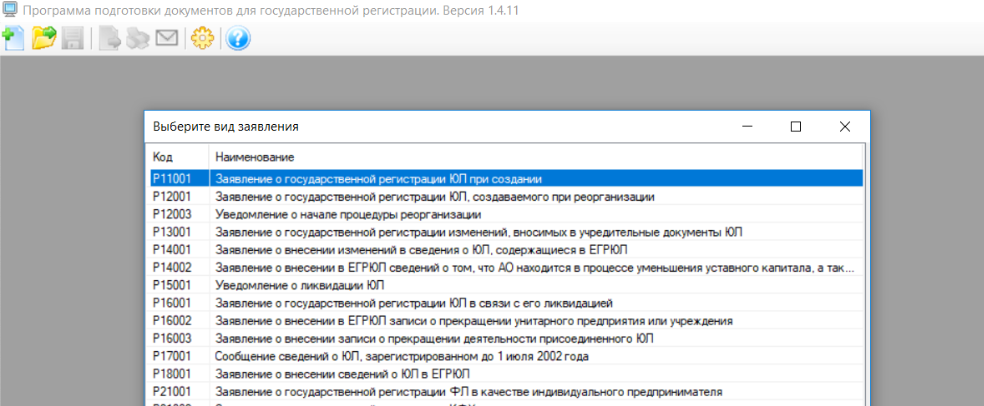 Программа подготовки документов для государственной регистрации. Версия 1.4.11
Выберите вид заявления
Код Наименование
Р11001 Заявление о государственной регистрации ЮЛ при создании
Р12001 Заявление о государственной регистрации ЮЛ, создаваемого при реорганизации
Р12003 Уведомление о начале процедуры реорганизации
Р13001 Заявление о государственной регистрации изменений, вносимых в учредительные документы ЮЛ
Р14001 Заявление о внесении изменений в сведения о ЮЛ, содержащиеся в ЕГРЮЛ
Р14002 Заявление о внесении в ЕГРЮЛ сведений о том, что АО находится в процессе уменьшения уставного капитала, а так...
Р15001 Уведомление о ликвидации ЮЛ
Р16001 Заявление о государственной регистрации ЮЛ в связи с его ликвидацией
Р16002 Заявление о внесении в ЕГРЮЛ записи о прекращении унитарного предприятия или учреждения
Р16003 Заявление о внесении записи о прекращении деятельности присоединенного ЮЛ
Р17001 Сообщение сведений о ЮЛ, зарегистрированном до 1 июля 2002 года
Р18001 Заявление о внесении сведений о ЮЛ в ЕГРЮЛ
Р21001 Заявление о государственной регистрации ФЛ в качестве индивидуального предпринимателя